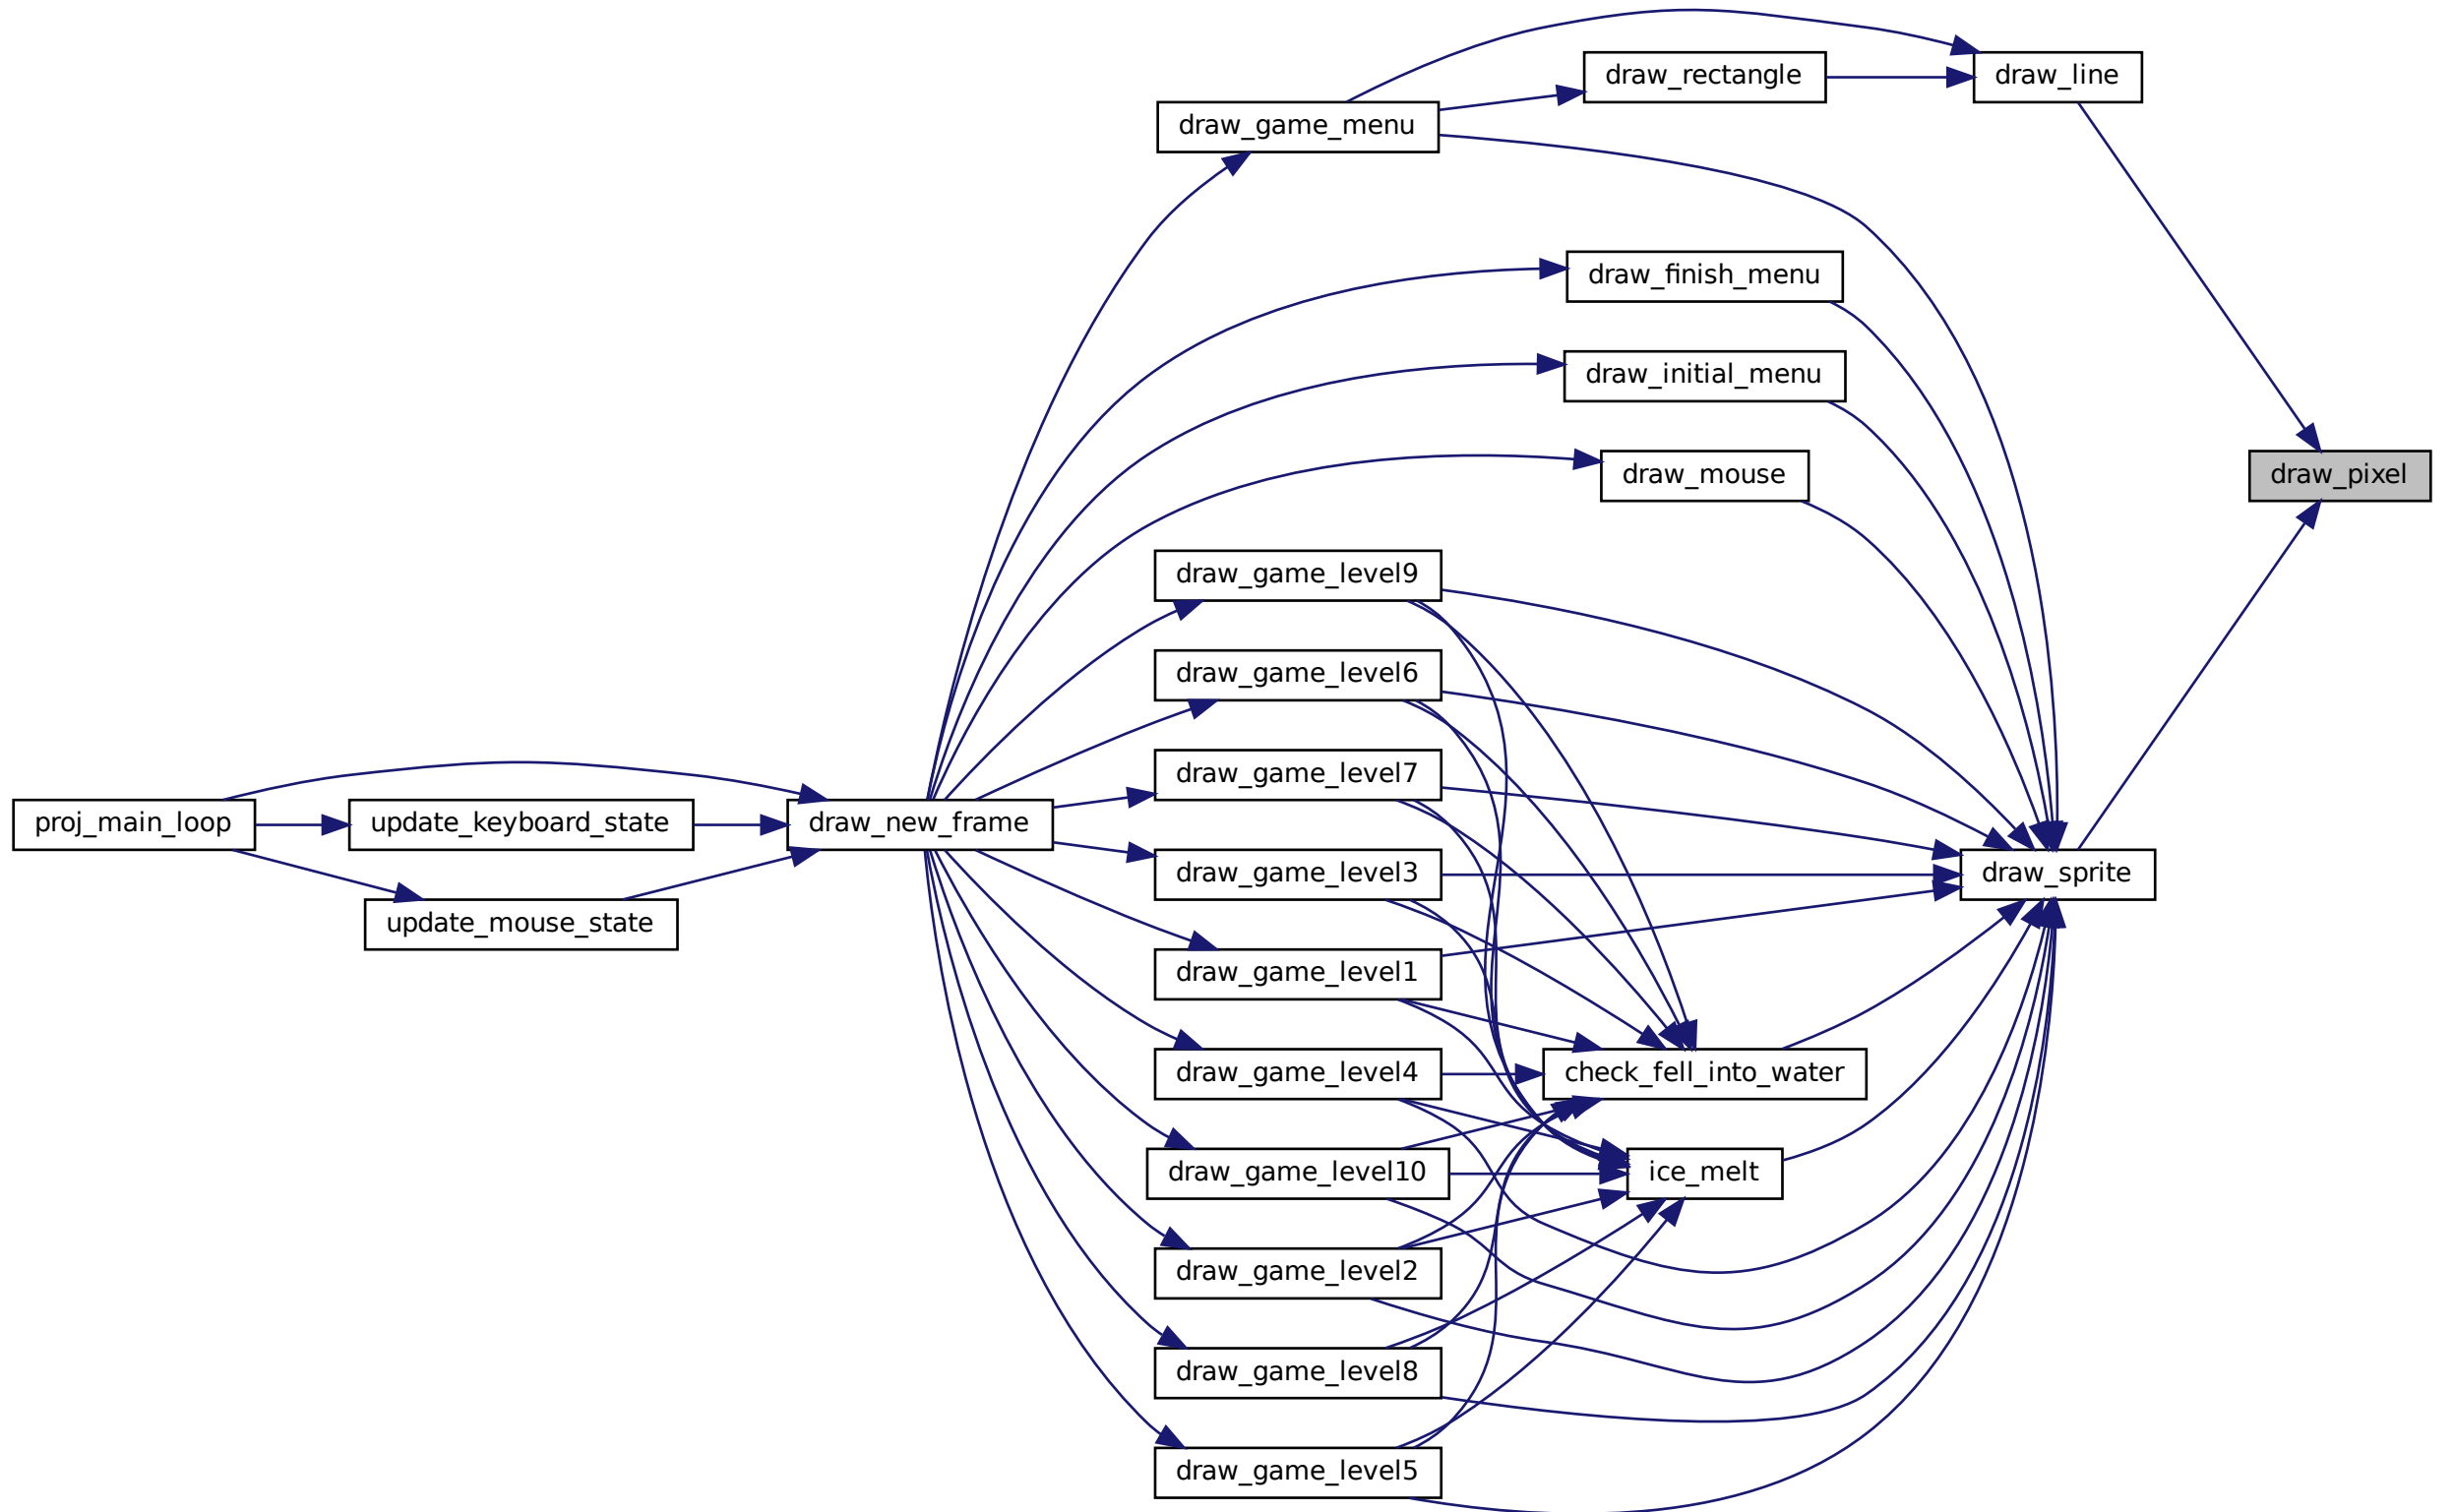 draw_line
draw_rectangle
draw_game_menu
draw_finish_menu
draw_initial_menu
draw_mouse
draw_pixel
draw_game_level9
draw_game_level6
draw_game_level7
proj_main_loop
update_keyboard_state
draw_new_frame
draw_game_level3
draw_sprite
update_mouse_state
draw_game_level1
draw_game_level4
check_fell_into_water
draw_game_level10
ice_melt
draw_game_level2
draw_game_level8
draw_game_level5